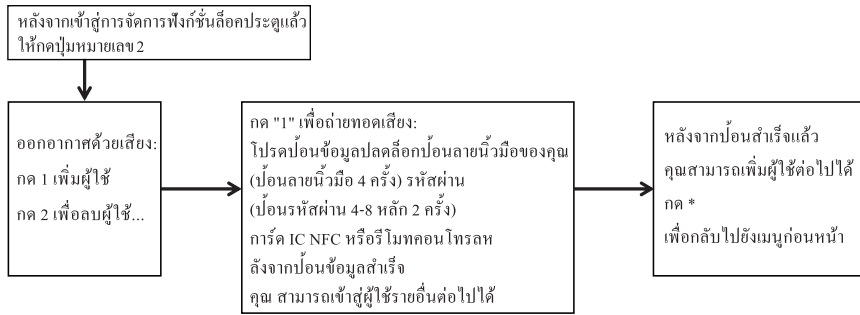 หลังจากเข้าสู่การจัดการฟังก์ชั่นล็อคประตูแล้ว
ให้กดปุ่มหมายเลข 2
ออกอากาศด้วยเสียง:
กด 1 เพิ่มผู้ใช้
กด 2 เพื่อลบผู้ใช้...
กด "1" เพื่อถ่ายทอดเสียง:
โปรดป้อนข้อมูลปลดล็อกป้อนลายนิ้วมือของคุณ
(ป้อนลายนิ้วมือ 4 ครั้ง) รหัสผ่าน
(ป้อนรหัสผ่าน 4-8 หลัก 2 ครั้ง)
การ์ด IC NFC หรือรีโมทคอนโทรลห
ลังจากป้อนข้อมูลสำเร็จ
คุณ สามารถเข้าสู่ผู้ใช้รายอื่นต่อไปได้
หลังจากป้อนสำเร็จแล้ว
คุณสามารถเพิ่มผู้ใช้ต่อไปได้
กด *
เพื่อกลับไปยังเมนูก่อนหน้า